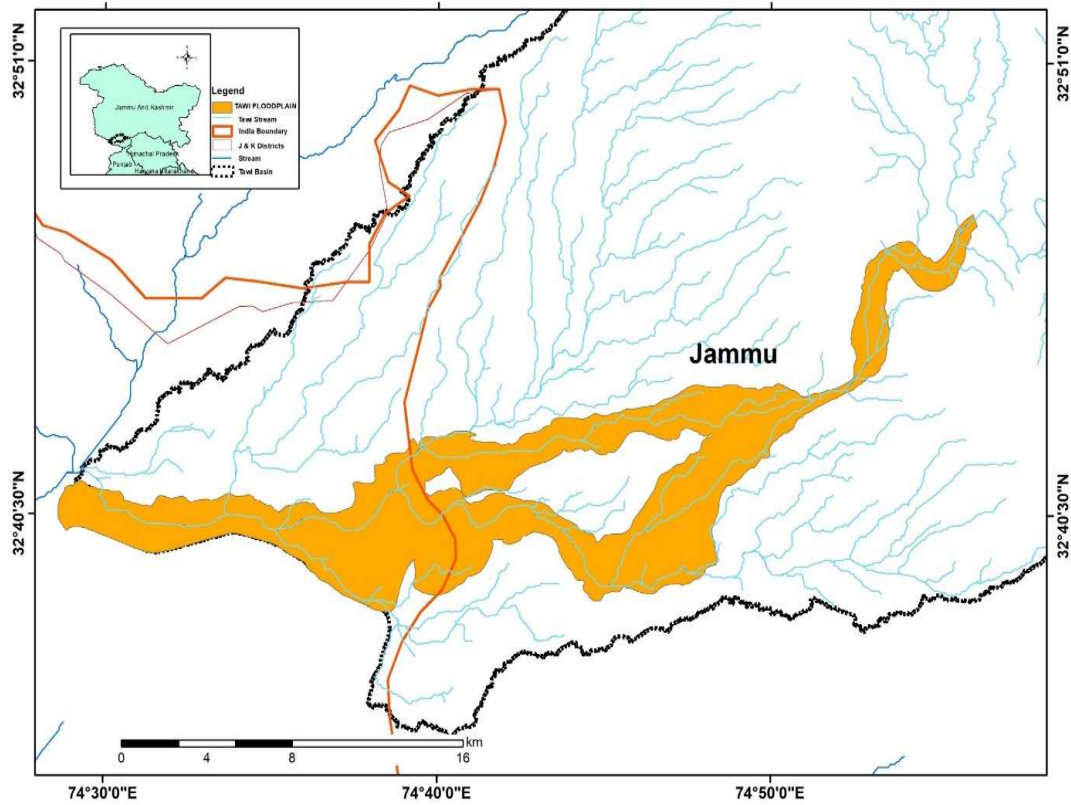 Jammu And Kashmir
Himachal Pradesh
Punjab
Legend
TAWI FLOODPLAIN
Tawi Stream
India Boundary
J & K Districts
Stream
Tawi Basin
32°51'0"N
32°51'0"N
Jammu
32°40'30"N
32°40'30"N
km
0 4 8 16
74°30'0"E
74°40'0"E
74°50'0"E